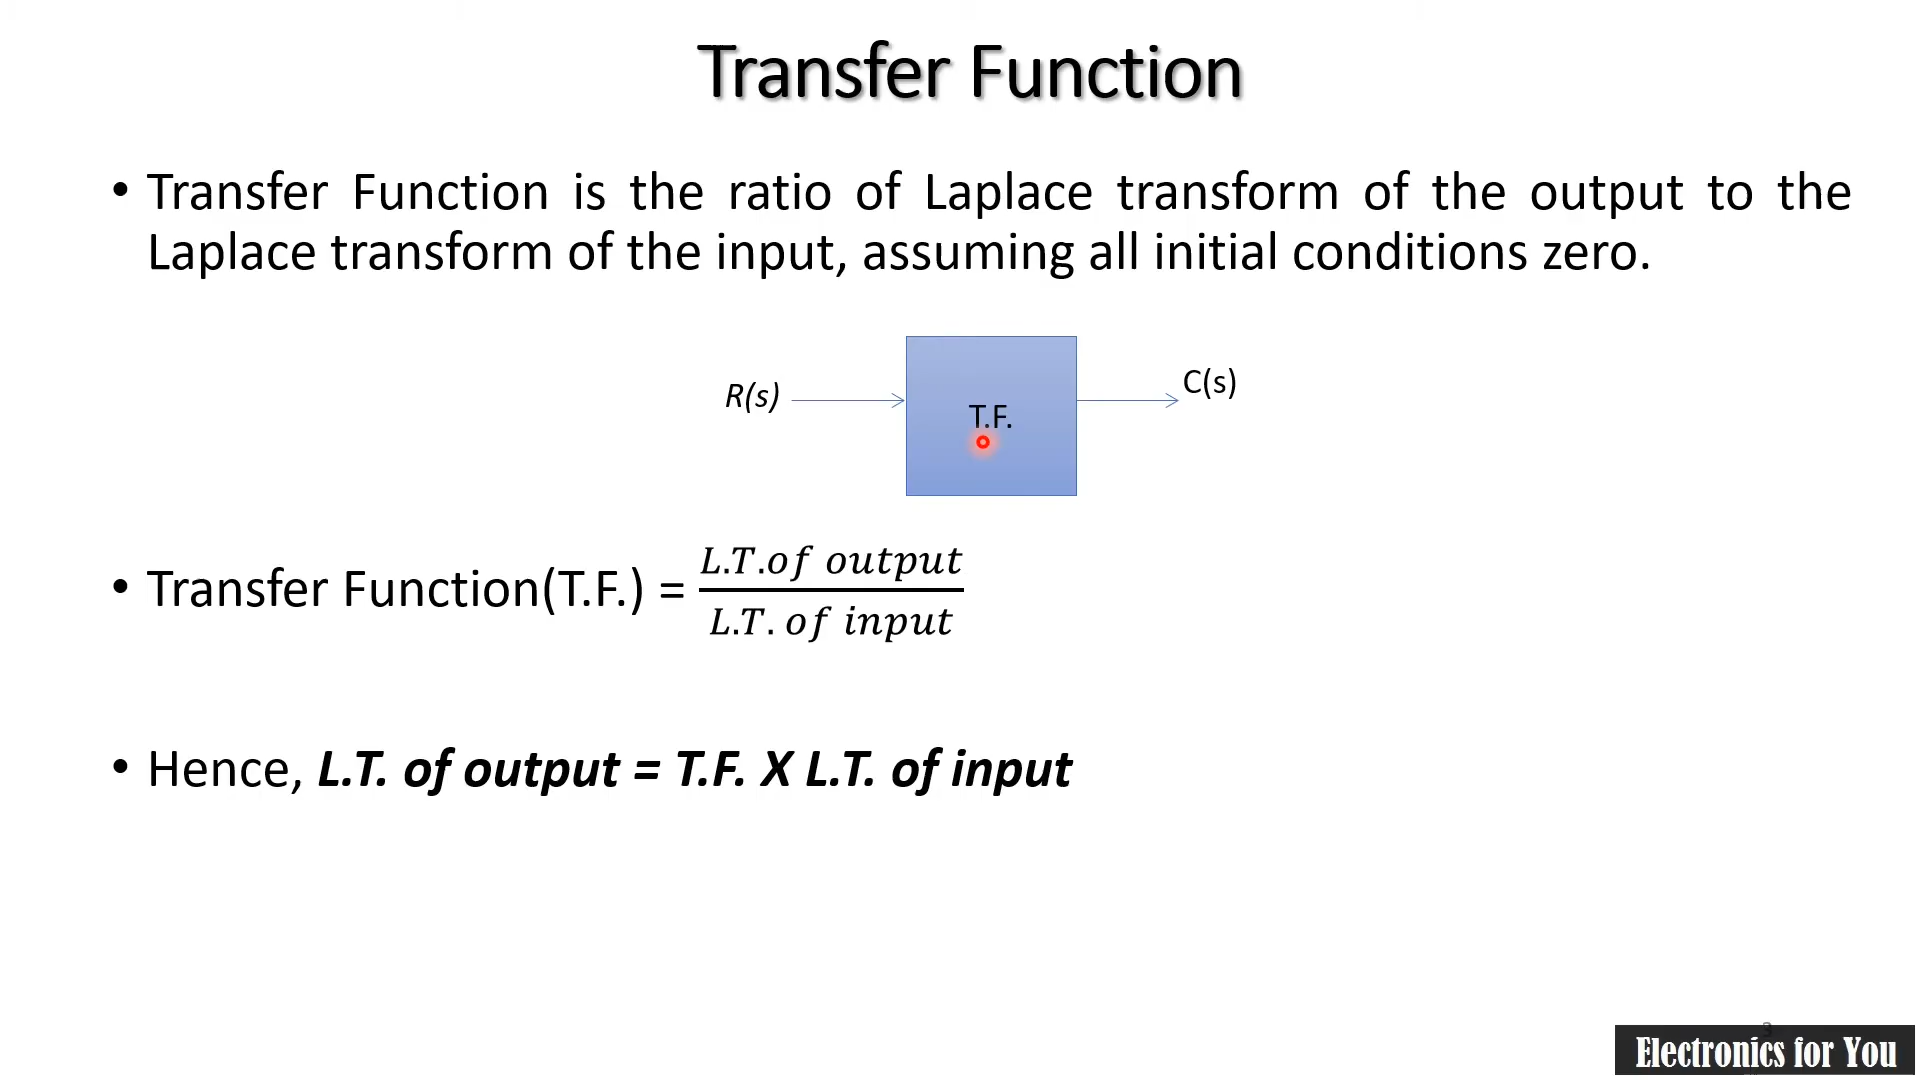 Transfer Function
• Transfer Function is the ratio of Laplace transform of the output to the
Laplace transform of the input, assuming all initial conditions zero.
R(s)
T.F.
C(s)
• Transfer Function(T.F.) = L.T.of output / L.T. of input
• Hence, L.T. of output = T.F. X L.T. of input
3
Electronics for You